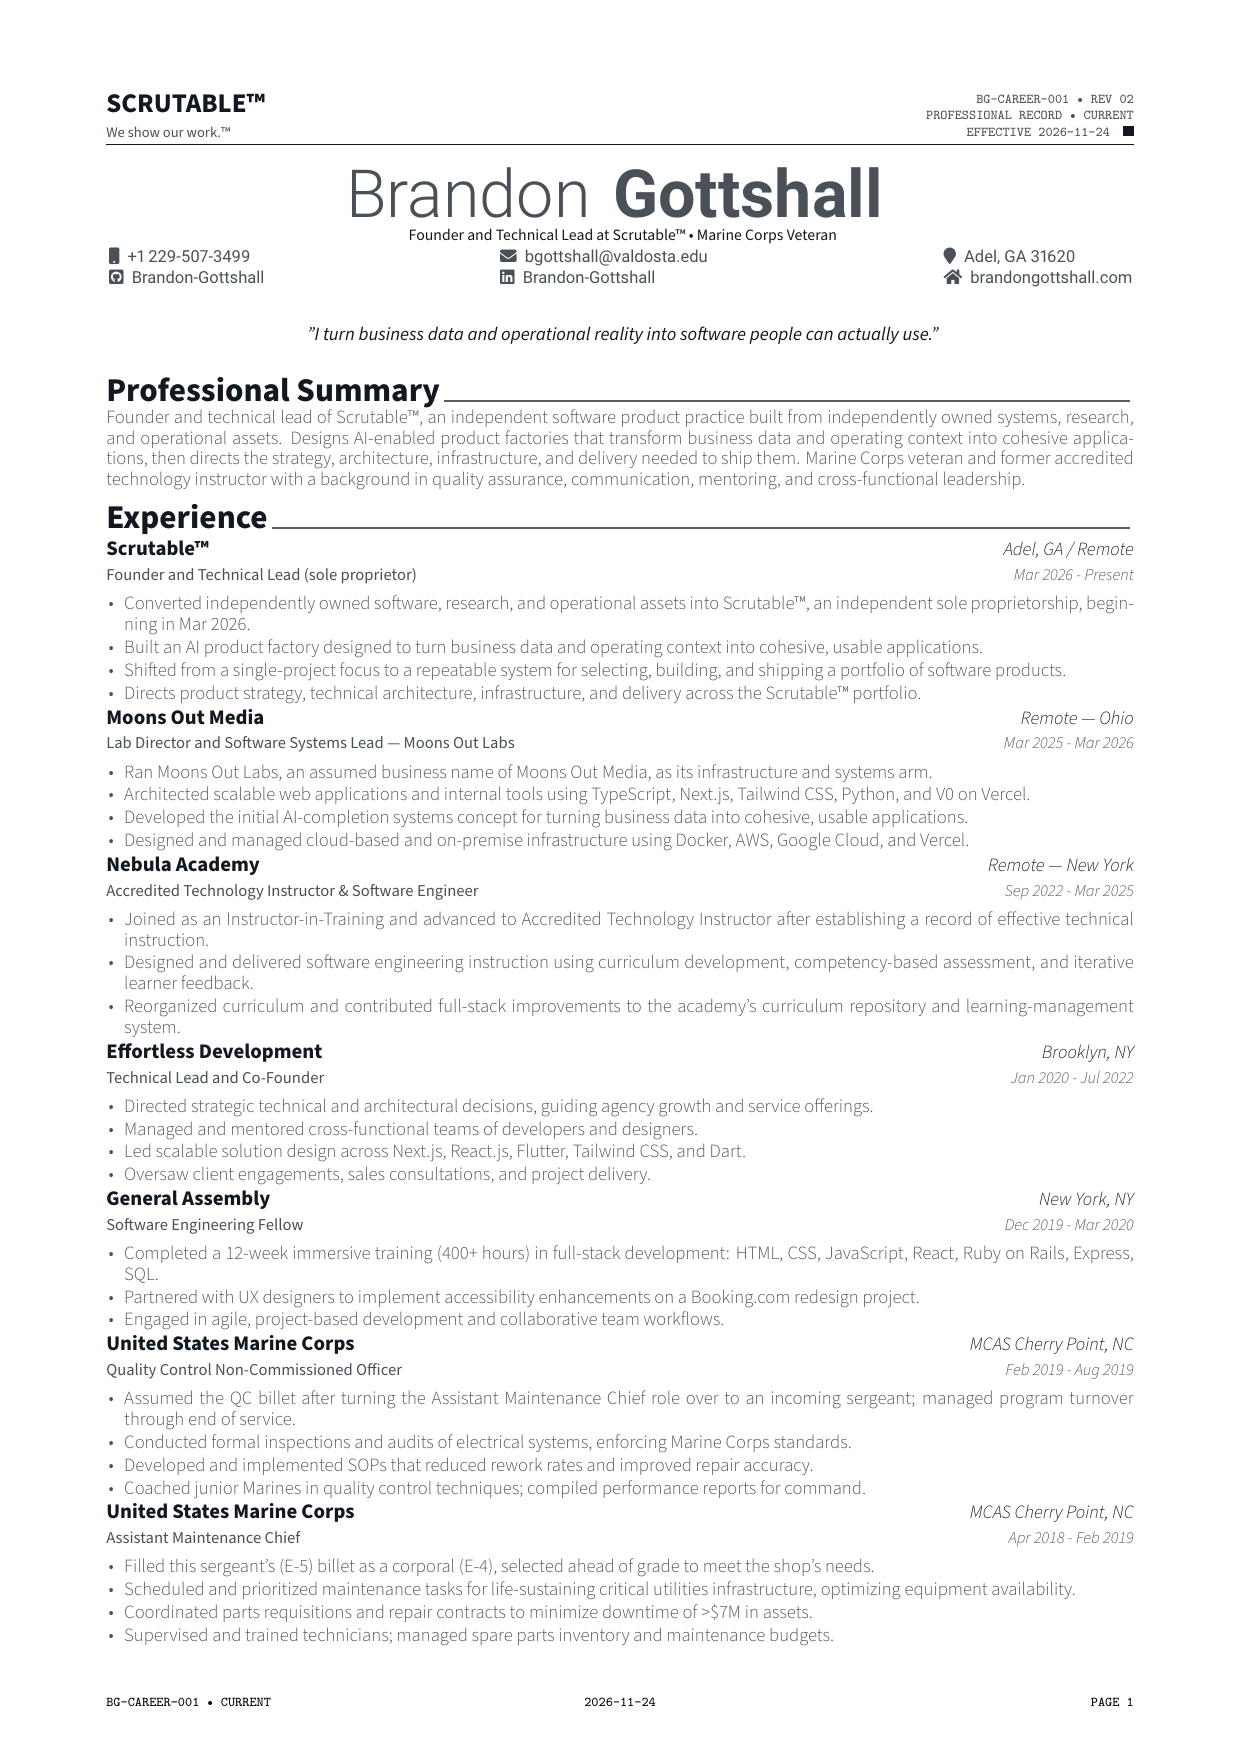 SCRUTABLE™
We show our work.™
BG-CAREER-001 • REV 02
PROFESSIONAL RECORD • CURRENT
EFFECTIVE 2026-11-24
Brandon Gottshall
Founder and Technical Lead at Scrutable™ • Marine Corps Veteran
+1 229-507-3499 bgottshall@valdosta.edu Adel, GA 31620
Brandon-Gottshall Brandon-Gottshall brandongottshall.com
”I turn business data and operational reality into software people can actually use.”
Professional Summary
Founder and technical lead of Scrutable™, an independent software product practice built from independently owned systems, research,
and operational assets. Designs AI-enabled product factories that transform business data and operating context into cohesive applica-
tions, then directs the strategy, architecture, infrastructure, and delivery needed to ship them. Marine Corps veteran and former accredited
technology instructor with a background in quality assurance, communication, mentoring, and cross-functional leadership.
Experience
Scrutable™ Adel, GA / Remote
Founder and Technical Lead (sole proprietor) Mar 2026 - Present
• Converted independently owned software, research, and operational assets into Scrutable™, an independent sole proprietorship, begin-
ning in Mar 2026.
• Built an AI product factory designed to turn business data and operating context into cohesive, usable applications.
• Shifted from a single-project focus to a repeatable system for selecting, building, and shipping a portfolio of software products.
• Directs product strategy, technical architecture, infrastructure, and delivery across the Scrutable™ portfolio.
Moons Out Media Remote — Ohio
Lab Director and Software Systems Lead — Moons Out Labs Mar 2025 - Mar 2026
• Ran Moons Out Labs, an assumed business name of Moons Out Media, as its infrastructure and systems arm.
• Architected scalable web applications and internal tools using TypeScript, Next.js, Tailwind CSS, Python, and V0 on Vercel.
• Developed the initial AI-completion systems concept for turning business data into cohesive, usable applications.
• Designed and managed cloud-based and on-premise infrastructure using Docker, AWS, Google Cloud, and Vercel.
Nebula Academy Remote — New York
Accredited Technology Instructor & Software Engineer Sep 2022 - Mar 2025
• Joined as an Instructor-in-Training and advanced to Accredited Technology Instructor after establishing a record of effective technical
instruction.
• Designed and delivered software engineering instruction using curriculum development, competency-based assessment, and iterative
learner feedback.
• Reorganized curriculum and contributed full-stack improvements to the academy’s curriculum repository and learning-management
system.
Effortless Development Brooklyn, NY
Technical Lead and Co-Founder Jan 2020 - Jul 2022
• Directed strategic technical and architectural decisions, guiding agency growth and service offerings.
• Managed and mentored cross-functional teams of developers and designers.
• Led scalable solution design across Next.js, React.js, Flutter, Tailwind CSS, and Dart.
• Oversaw client engagements, sales consultations, and project delivery.
General Assembly New York, NY
Software Engineering Fellow Dec 2019 - Mar 2020
• Completed a 12-week immersive training (400+ hours) in full-stack development: HTML, CSS, JavaScript, React, Ruby on Rails, Express,
SQL.
• Partnered with UX designers to implement accessibility enhancements on a Booking.com redesign project.
• Engaged in agile, project-based development and collaborative team workflows.
United States Marine Corps MCAS Cherry Point, NC
Quality Control Non-Commissioned Officer Feb 2019 - Aug 2019
• Assumed the QC billet after turning the Assistant Maintenance Chief role over to an incoming sergeant; managed program turnover
through end of service.
• Conducted formal inspections and audits of electrical systems, enforcing Marine Corps standards.
• Developed and implemented SOPs that reduced rework rates and improved repair accuracy.
• Coached junior Marines in quality control techniques; compiled performance reports for command.
United States Marine Corps MCAS Cherry Point, NC
Assistant Maintenance Chief Apr 2018 - Feb 2019
• Filled this sergeant’s (E-5) billet as a corporal (E-4), selected ahead of grade to meet the shop’s needs.
• Scheduled and prioritized maintenance tasks for life-sustaining critical utilities infrastructure, optimizing equipment availability.
• Coordinated parts requisitions and repair contracts to minimize downtime of >$7M in assets.
• Supervised and trained technicians; managed spare parts inventory and maintenance budgets.
BG-CAREER-001 • CURRENT 2026-11-24 PAGE 1